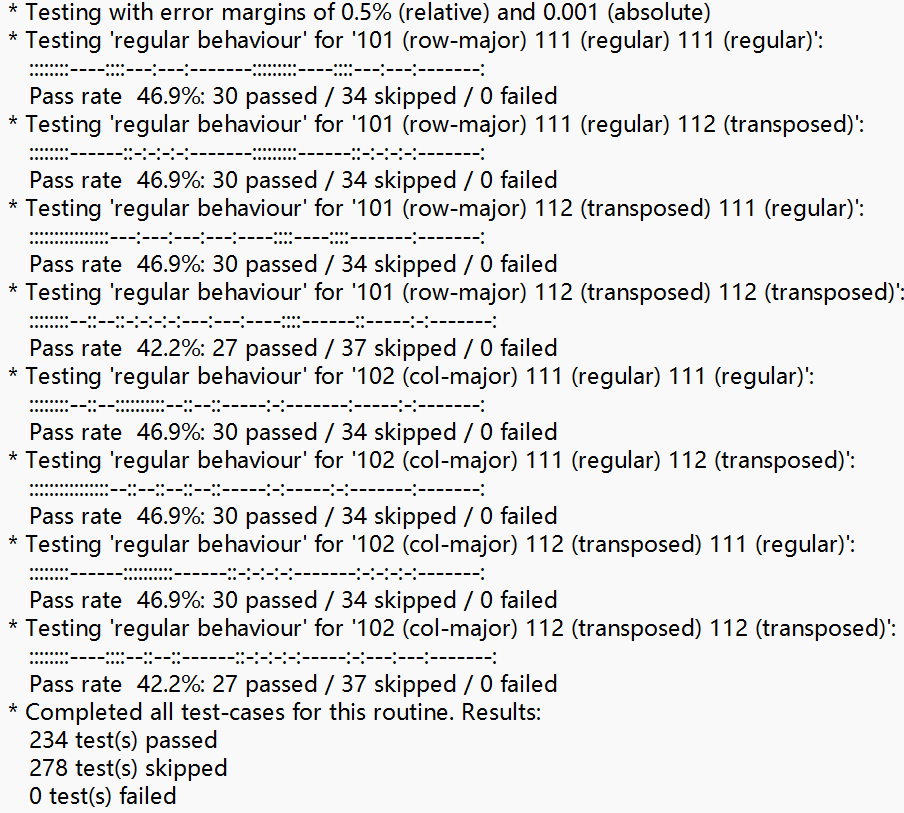 * Testing with error margins of 0.5% (relative) and 0.001 (absolute)
* Testing 'regular behaviour' for '101 (row-major) 111 (regular) 111 (regular)':
::::::::----::::---:---:-------:::::::::----::::---:---:-------:
Pass rate 46.9%: 30 passed / 34 skipped / 0 failed
* Testing 'regular behaviour' for '101 (row-major) 111 (regular) 112 (transposed)':
::::::::------::-:-:-:-:-------:::::::::------::-:-:-:-:-------:
Pass rate 46.9%: 30 passed / 34 skipped / 0 failed
* Testing 'regular behaviour' for '101 (row-major) 112 (transposed) 111 (regular)':
::::::::::::::::---:---:---:---:----::::----::::-------:-------:
Pass rate 46.9%: 30 passed / 34 skipped / 0 failed
* Testing 'regular behaviour' for '101 (row-major) 112 (transposed) 112 (transposed)':
::::::::--::--::-:-:-:-:---:---:----::::------::-----:-:-------:
Pass rate 42.2%: 27 passed / 37 skipped / 0 failed
* Testing 'regular behaviour' for '102 (col-major) 111 (regular) 111 (regular)':
::::::::--::--::::::::::--::--::-----:-:-------:-----:-:-------:
Pass rate 46.9%: 30 passed / 34 skipped / 0 failed
* Testing 'regular behaviour' for '102 (col-major) 111 (regular) 112 (transposed)':
::::::::::::::::--::--::--::--::-----:-:-----:-:-------:-------:
Pass rate 46.9%: 30 passed / 34 skipped / 0 failed
* Testing 'regular behaviour' for '102 (col-major) 112 (transposed) 111 (regular)':
::::::::------::::::::::------::-:-:-:-:-------:-:-:-:-:-------:
Pass rate 46.9%: 30 passed / 34 skipped / 0 failed
* Testing 'regular behaviour' for '102 (col-major) 112 (transposed) 112 (transposed)':
::::::::----::::--::--::------::-:-:-:-:-----:-:---:---:-------:
Pass rate 42.2%: 27 passed / 37 skipped / 0 failed
* Completed all test-cases for this routine. Results:
234 test(s) passed
278 test(s) skipped
0 test(s) failed